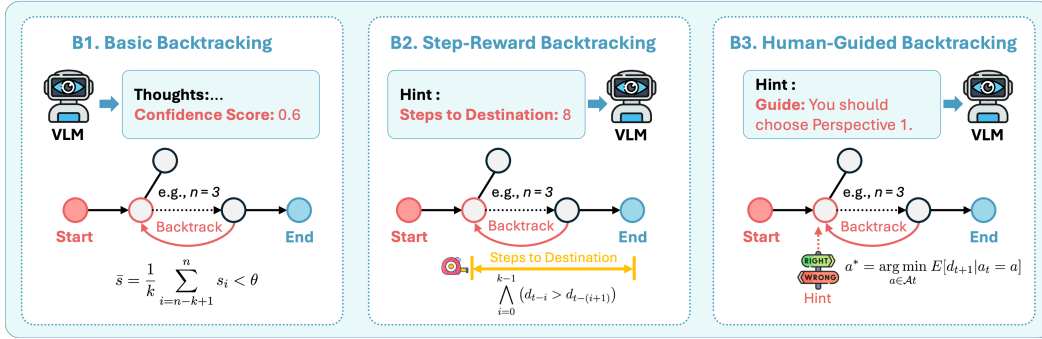 B1. Basic Backtracking
VLM
Thoughts:...
Confidence Score: 0.6
e.g., n = 3
Backtrack
Start
End
s̄ = 1/k ∑_{i=n-k+1}^{n} s_i < θ
B2. Step-Reward Backtracking
Hint :
Steps to Destination: 8
VLM
e.g., n = 3
Backtrack
Start
End
Steps to Destination
⋀_{i=0}^{k-1} (d_{t-i} > d_{t-(i+1)})
B3. Human-Guided Backtracking
Hint :
Guide: You should
choose Perspective 1.
VLM
e.g., n = 3
Backtrack
Start
End
RIGHT
WRONG
Hint
a* = arg min_{a∈𝒜t} E[d_{t+1}|a_t = a]